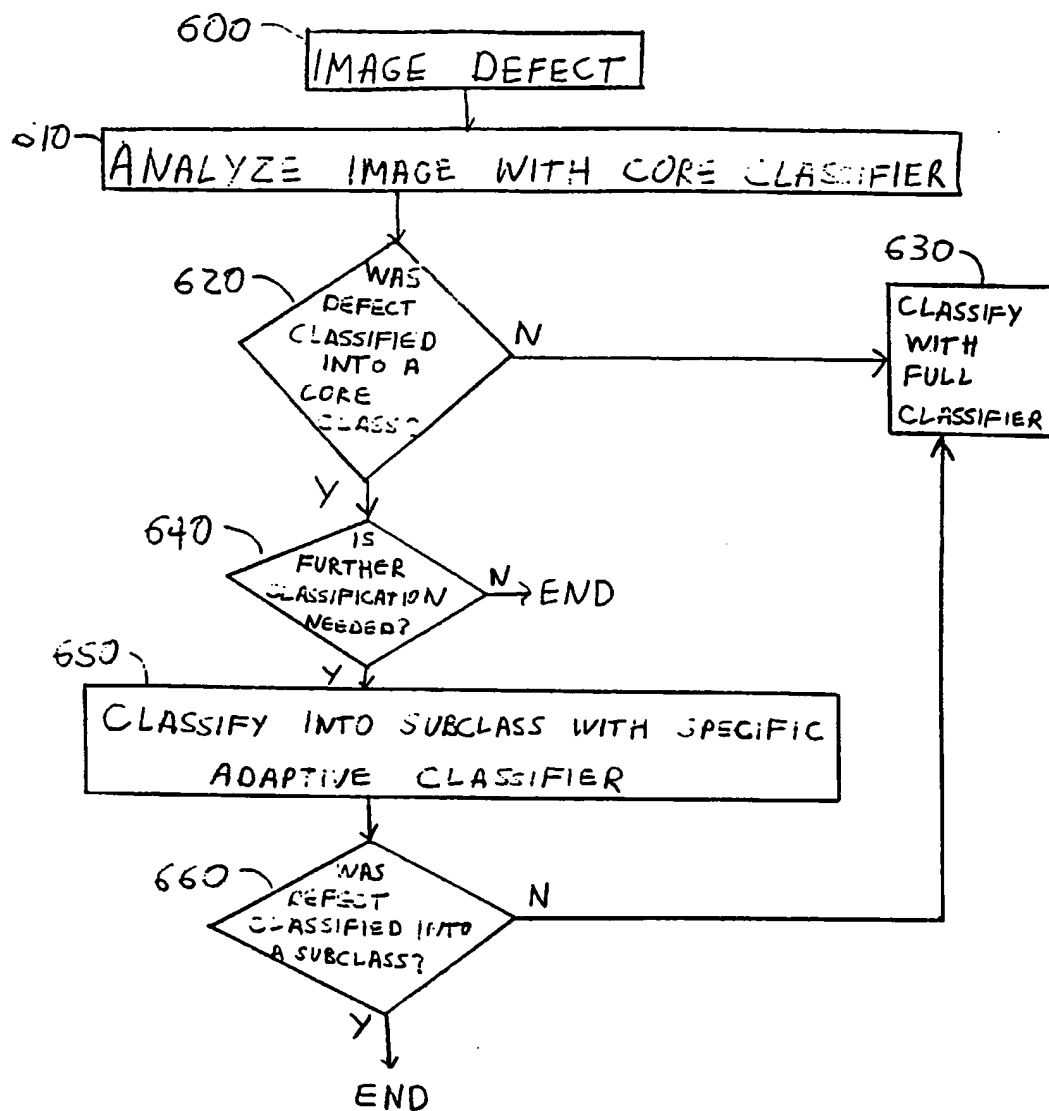 600
IMAGE DEFECT
610
ANALYZE IMAGE WITH CORE CLASSIFIER
620
WAS
DEFECT
CLASSIFIED
INTO A
CORE
CLASS?
N
630
CLASSIFY
WITH
FULL
CLASSIFIER
Y
640
IS
FURTHER
CLASSIFICATION
NEEDED?
N
END
Y
650
CLASSIFY INTO SUBCLASS WITH SPECIFIC
ADAPTIVE CLASSIFIER
660
WAS
DEFECT
CLASSIFIED INTO
A SUBCLASS?
N
Y
END